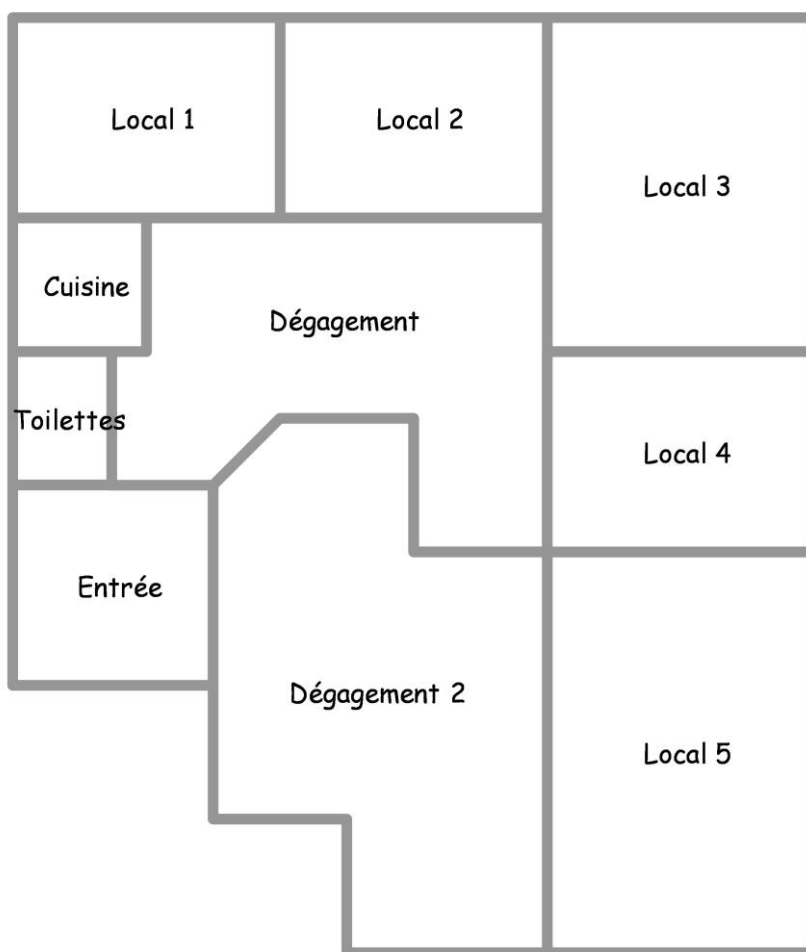 Local 1
Local 2
Local 3
Cuisine
Dégagement
Toilettes
Local 4
Entrée
Dégagement 2
Local 5